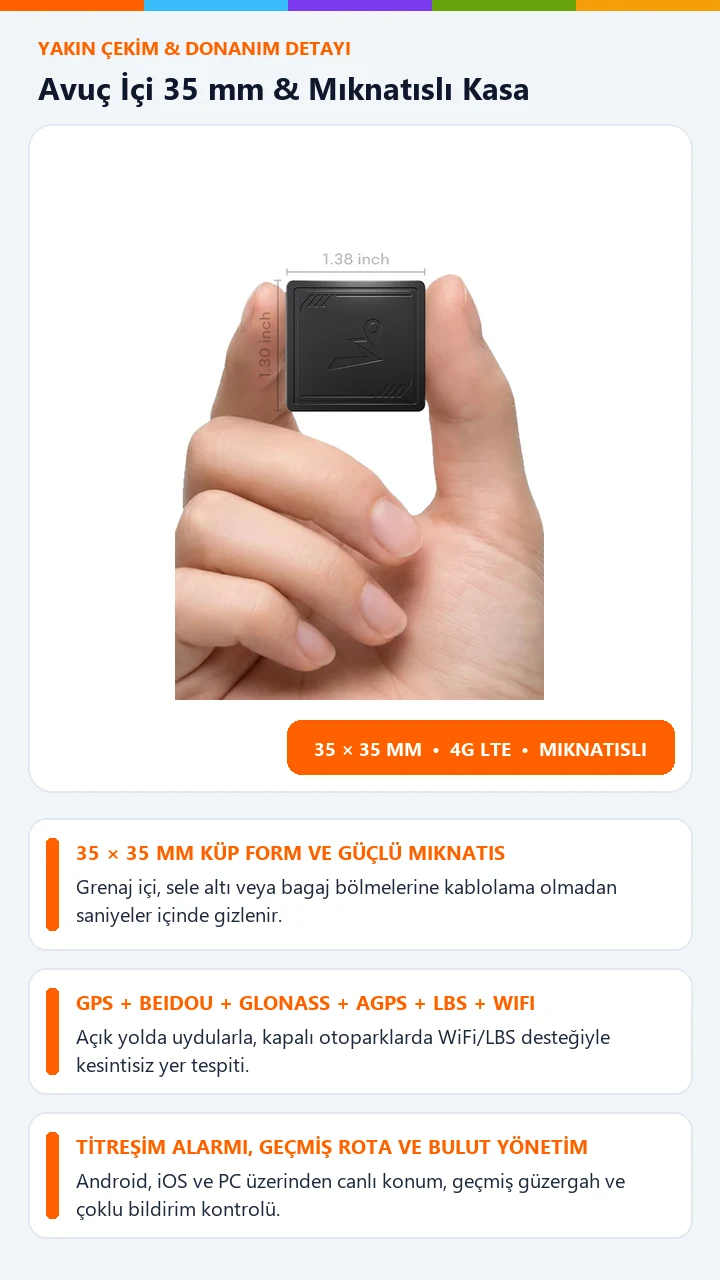 YAKIN ÇEKİM & DONANIM DETAYI
Avuç İçi 35 mm & Mıknatıslı Kasa
1.38 inch
1.30 inch
35 × 35 MM • 4G LTE • MIKNATISLI
35 × 35 MM KÜP FORM VE GÜÇLÜ MIKNATIS
Grenaj içi, sele altı veya bagaj bölmelerine kablolama olmadan
saniyeler içinde gizlenir.
GPS + BEIDOU + GLONASS + AGPS + LBS + WIFI
Açık yolda uydularla, kapalı otoparklarda WiFi/LBS desteğiyle
kesintisiz yer tespiti.
TİTREŞİM ALARMI, GEÇMİŞ ROTA VE BULUT YÖNETİM
Android, iOS ve PC üzerinden canlı konum, geçmiş güzergah ve
çoklu bildirim kontrolü.